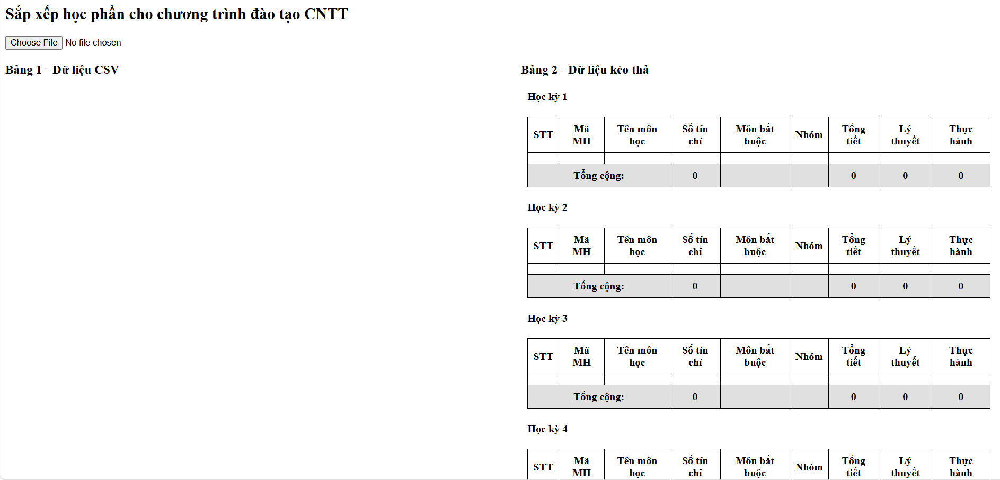 Sắp xếp học phần cho chương trình đào tạo CNTT
Choose File No file chosen
Bảng 1 - Dữ liệu CSV
Bảng 2 - Dữ liệu kéo thả
Học kỳ 1
STT Mã MH Tên môn học Số tín chỉ Môn bắt buộc Nhóm Tổng tiết Lý thuyết Thực hành
Tổng cộng: 0 0 0 0
Học kỳ 2
STT Mã MH Tên môn học Số tín chỉ Môn bắt buộc Nhóm Tổng tiết Lý thuyết Thực hành
Tổng cộng: 0 0 0 0
Học kỳ 3
STT Mã MH Tên môn học Số tín chỉ Môn bắt buộc Nhóm Tổng tiết Lý thuyết Thực hành
Tổng cộng: 0 0 0 0
Học kỳ 4
STT Mã MH Tên môn học Số tín chỉ Môn bắt buộc Nhóm Tổng tiết Lý thuyết Thực hành